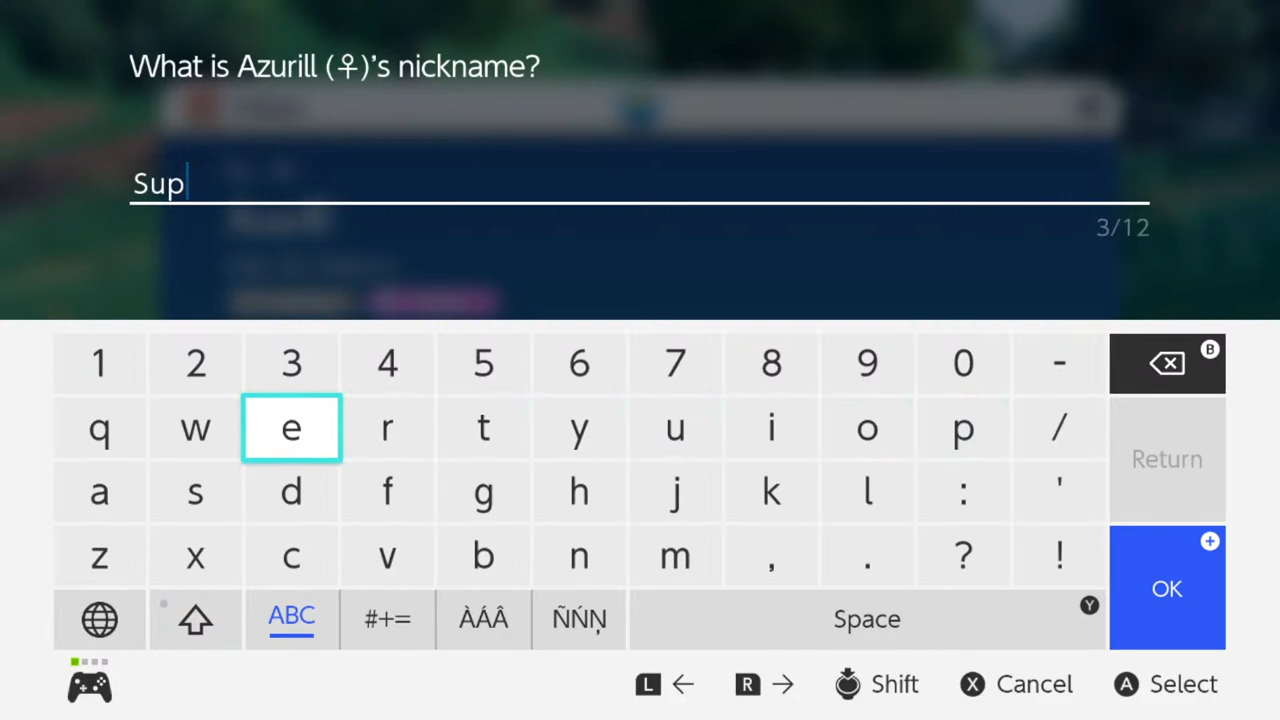 What is Azurill (♀)'s nickname?
Sup
3/12
1 2 3 4 5 6 7 8 9 0 - B
q w e r t y u i o p /
Return
a s d f g h j k l : '
z x c v b n m , . ? ! +
OK
ABC #+= ÀÁÂ ÑŃŅ Space Y
L ← R → Shift X Cancel A Select